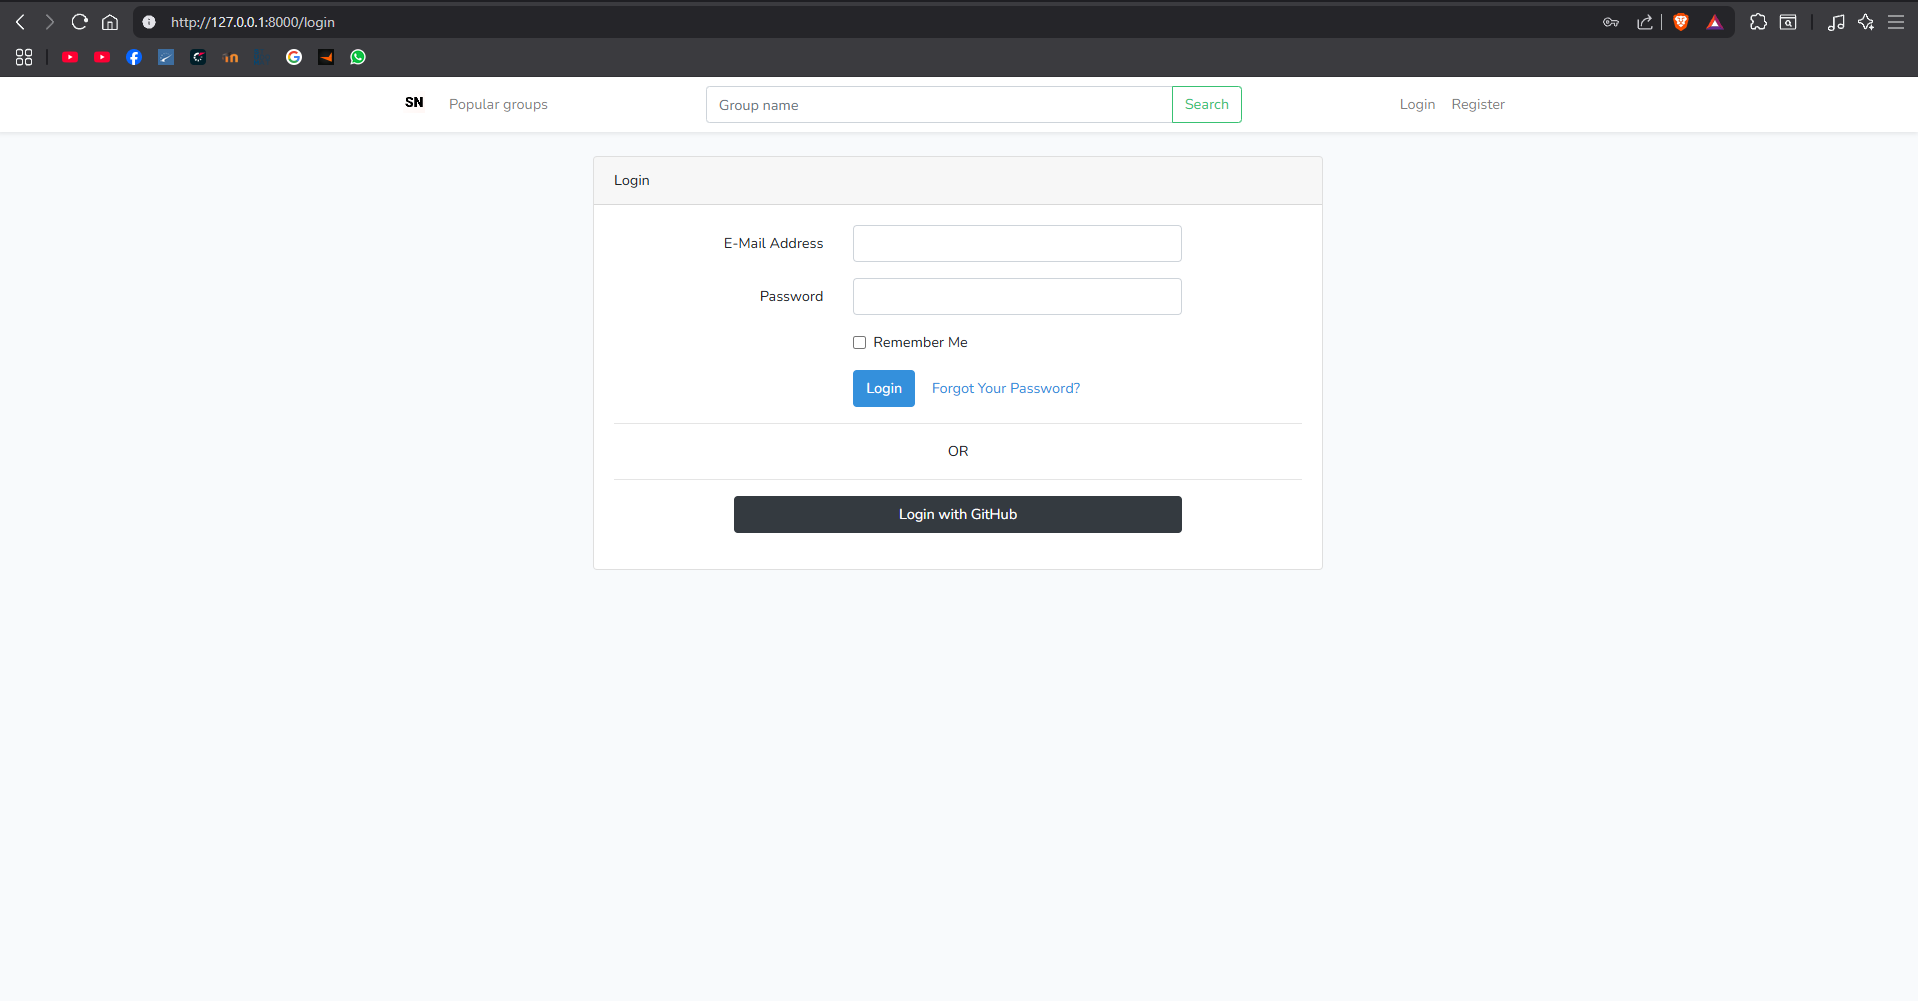 http://127.0.0.1:8000/login
SN Popular groups Group name Search Login Register
Login
E-Mail Address
Password
Remember Me
Login Forgot Your Password?
OR
Login with GitHub